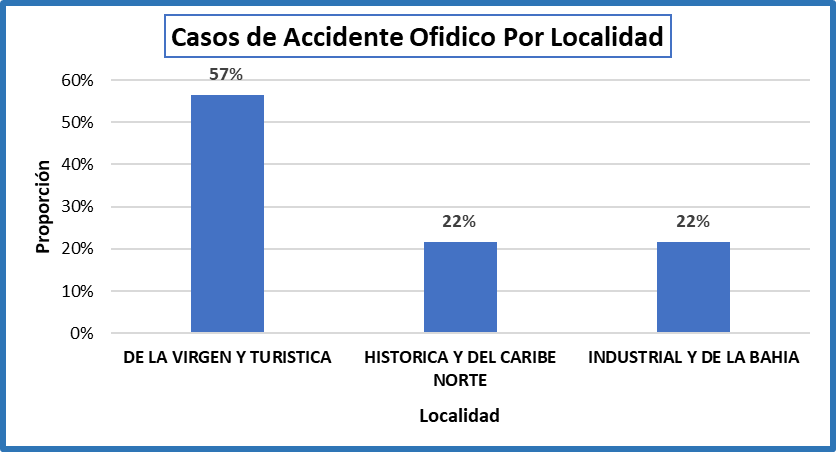 Casos de Accidente Ofidico Por Localidad
57%
60%
50%
40%
30%
20%
10%
0%
22%
22%
Proporción
DE LA VIRGEN Y TURISTICA
HISTORICA Y DEL CARIBE
NORTE
INDUSTRIAL Y DE LA BAHIA
Localidad